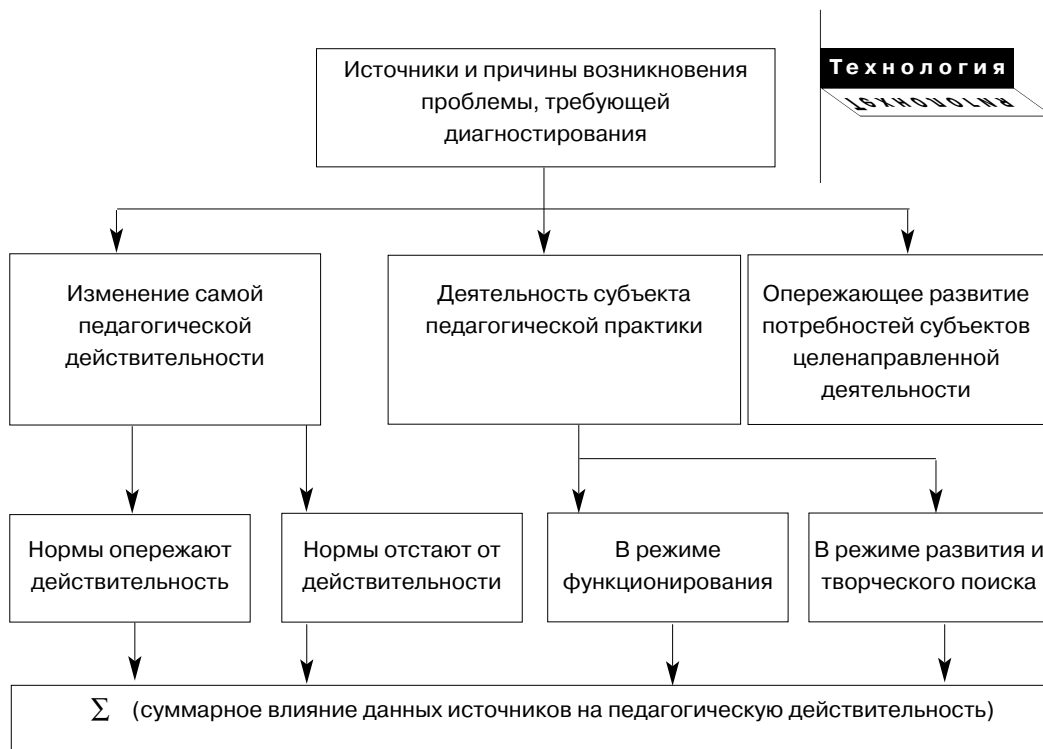 Источники и причины возникновения
проблемы, требующей
диагностирования
Технология
Технология
Изменение самой
педагогической
действительности
Деятельность субъекта
педагогической практики
Опережающее развитие
потребностей субъектов
целенаправленной
деятельности
Нормы опережают
действительность
Нормы отстают от
действительности
В режиме
функционирования
В режиме развития и
творческого поиска
Σ (суммарное влияние данных источников на педагогическую действительность)